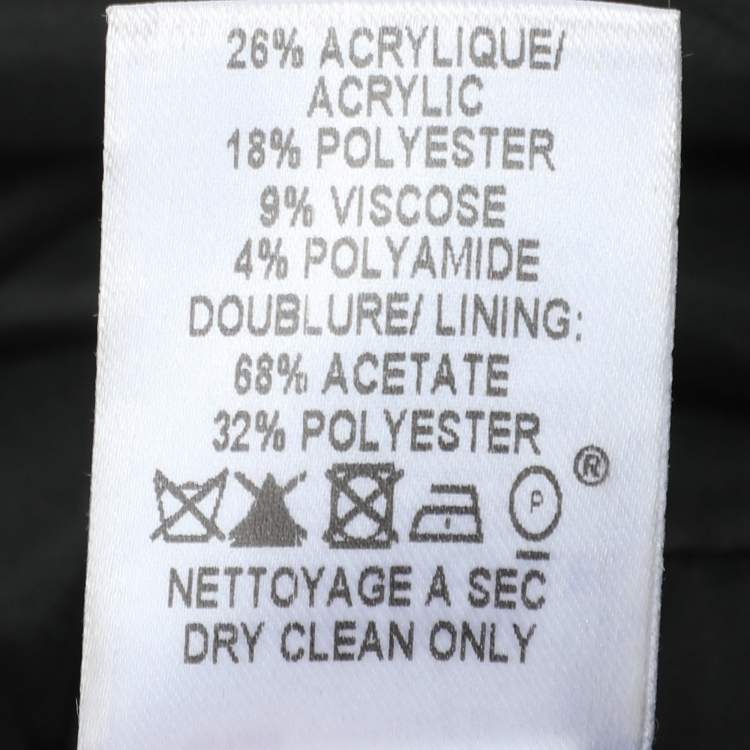 26% ACRYLIQUE/
ACRYLIC
18% POLYESTER
9% VISCOSE
4% POLYAMIDE
DOUBLURE/ LINING:
68% ACETATE
32% POLYESTER
P ®
NETTOYAGE A SEC
DRY CLEAN ONLY